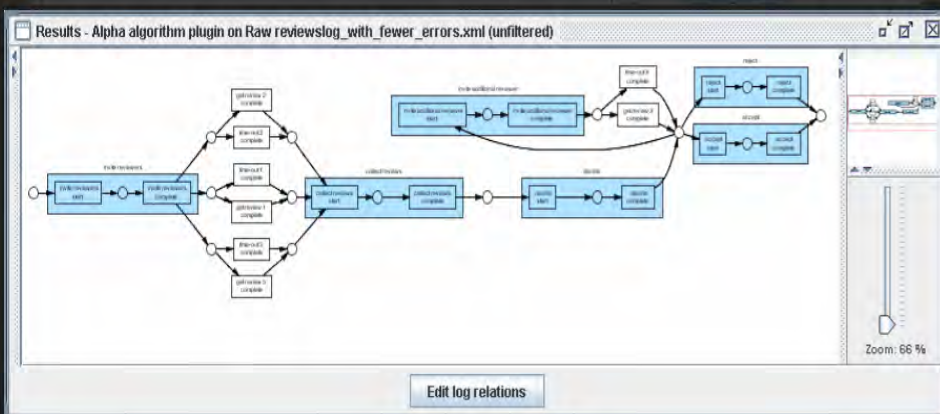 Results - Alpha algorithm plugin on Raw reviewslog_with_fewer_errors.xml (unfiltered)
reject
time-out X
complete
invite additional reviewer
reject
start
reject
complete
get review 2
complete
invite additional reviewer
start
invite additional reviewer
complete
get review X
complete
accept
time-out 2
complete
accept
start
accept
complete
invite reviewers
time-out 1
complete
collect reviews
decide
invite reviewers
start
invite reviewers
complete
collect reviews
start
collect reviews
complete
decide
start
decide
complete
get review 1
complete
time-out 3
complete
get review 3
complete
Zoom: 66 %
Edit log relations